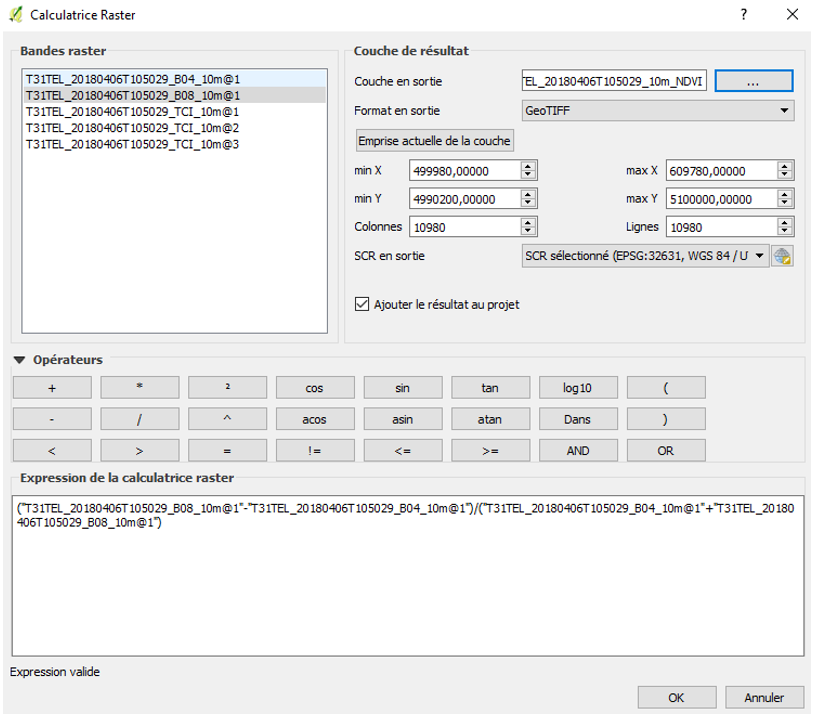 Calculatrice Raster
?
Bandes raster
T31TEL_20180406T105029_B04_10m@1
T31TEL_20180406T105029_B08_10m@1
T31TEL_20180406T105029_TCI_10m@1
T31TEL_20180406T105029_TCI_10m@2
T31TEL_20180406T105029_TCI_10m@3
Couche de résultat
Couche en sortie TEL_20180406T105029_10m_NDVI ...
Format en sortie GeoTIFF
Emprise actuelle de la couche
min X 499980,00000 max X 609780,00000
min Y 4990200,00000 max Y 5100000,00000
Colonnes 10980 Lignes 10980
SCR en sortie SCR sélectionné (EPSG:32631, WGS 84 / U
Ajouter le résultat au projet
Opérateurs
+ * ² cos sin tan log10 (
- / ^ acos asin atan Dans )
< > = != <= >= AND OR
Expression de la calculatrice raster
("T31TEL_20180406T105029_B08_10m@1"-"T31TEL_20180406T105029_B04_10m@1")/("T31TEL_20180406T105029_B04_10m@1"+"T31TEL_20180
406T105029_B08_10m@1")
Expression valide
OK Annuler